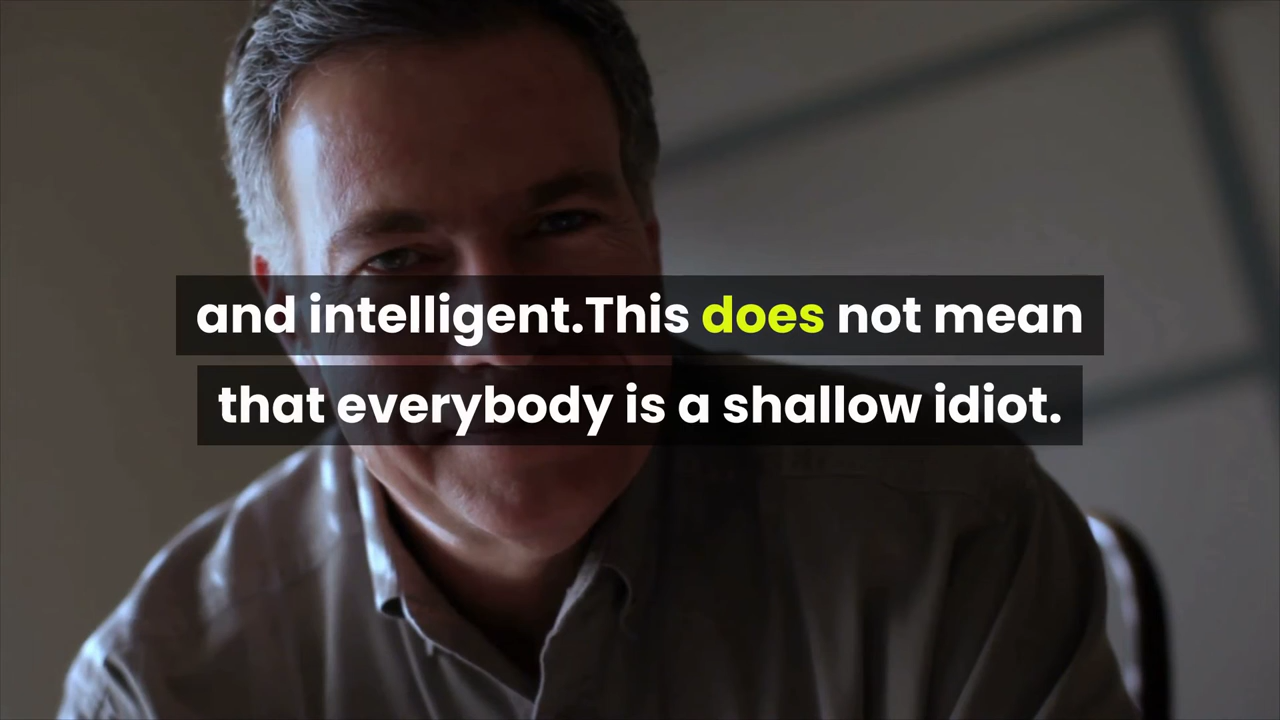 and intelligent.This does not mean
that everybody is a shallow idiot.